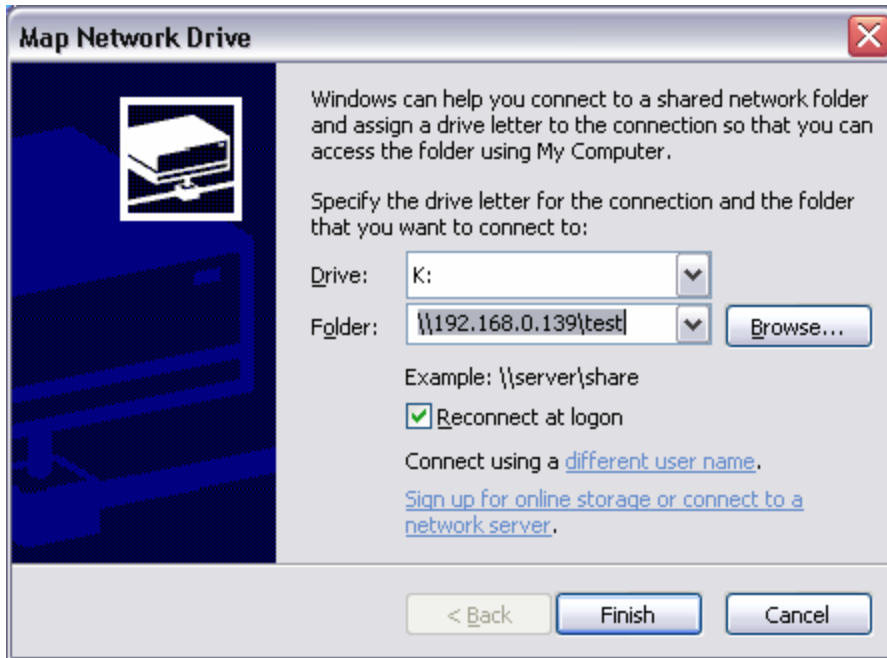 Map Network Drive
Windows can help you connect to a shared network folder
and assign a drive letter to the connection so that you can
access the folder using My Computer.
Specify the drive letter for the connection and the folder
that you want to connect to:
Drive: K:
Folder: \\192.168.0.139\test Browse...
Example: \\server\share
Reconnect at logon
Connect using a different user name.
Sign up for online storage or connect to a
network server.
< Back Finish Cancel